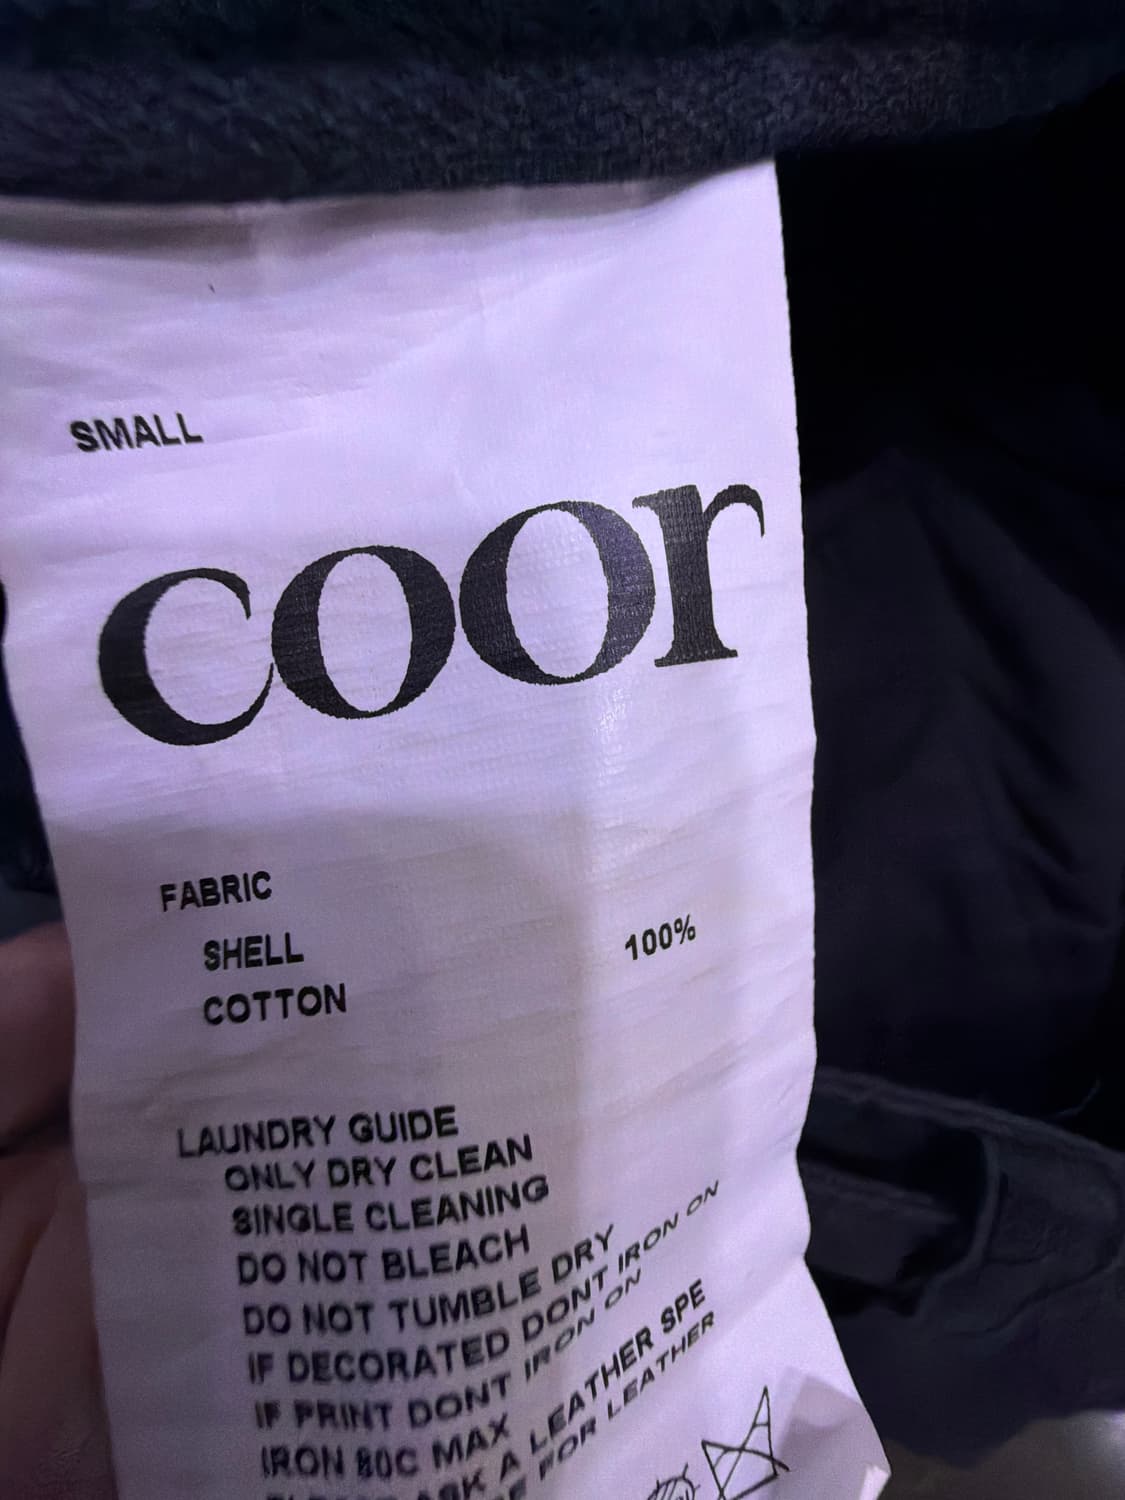 SMALL
coor
FABRIC
SHELL 100%
COTTON
LAUNDRY GUIDE
ONLY DRY CLEAN
SINGLE CLEANING
DO NOT BLEACH
DO NOT TUMBLE DRY
IF DECORATED DONT IRON ON
IF PRINT DONT IRON ON
IRON 80C MAX
ASK A LEATHER SPE
FOR LEATHER